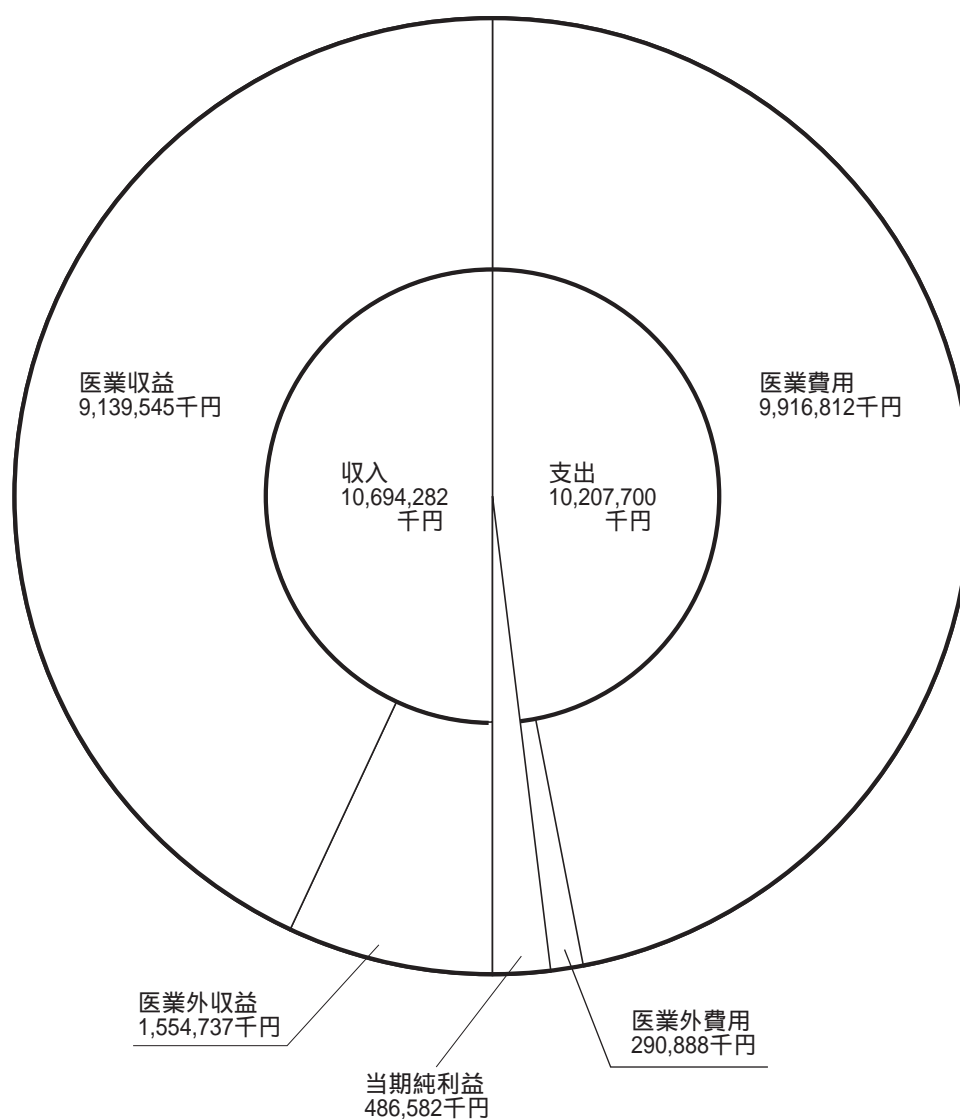 医業収益
9,139,545千円
医業費用
9,916,812千円
収入
10,694,282
千円
支出
10,207,700
千円
医業外収益
1,554,737千円
医業外費用
290,888千円
当期純利益
486,582千円